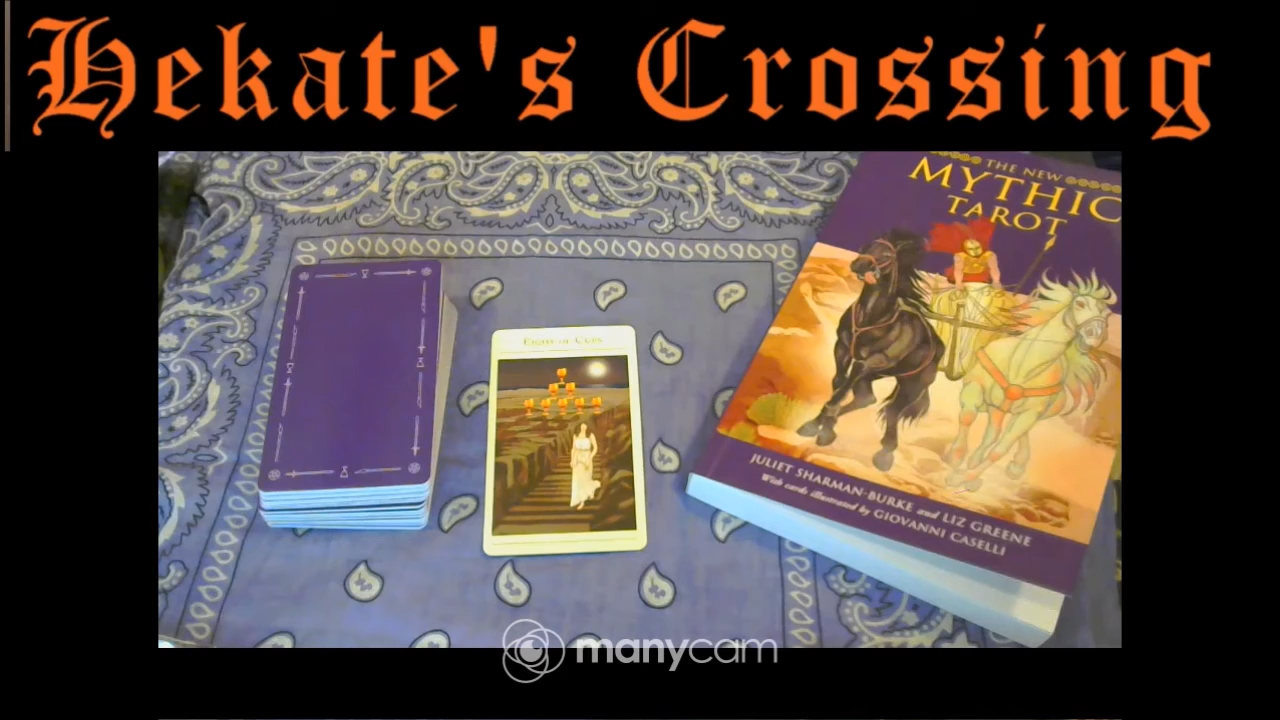 Hekate's Crossing
THE NEW
MYTHIC
TAROT
EIGHT OF CUPS
JULIET SHARMAN-BURKE and LIZ GREENE
With cards illustrated by GIOVANNI CASELLI
manycam